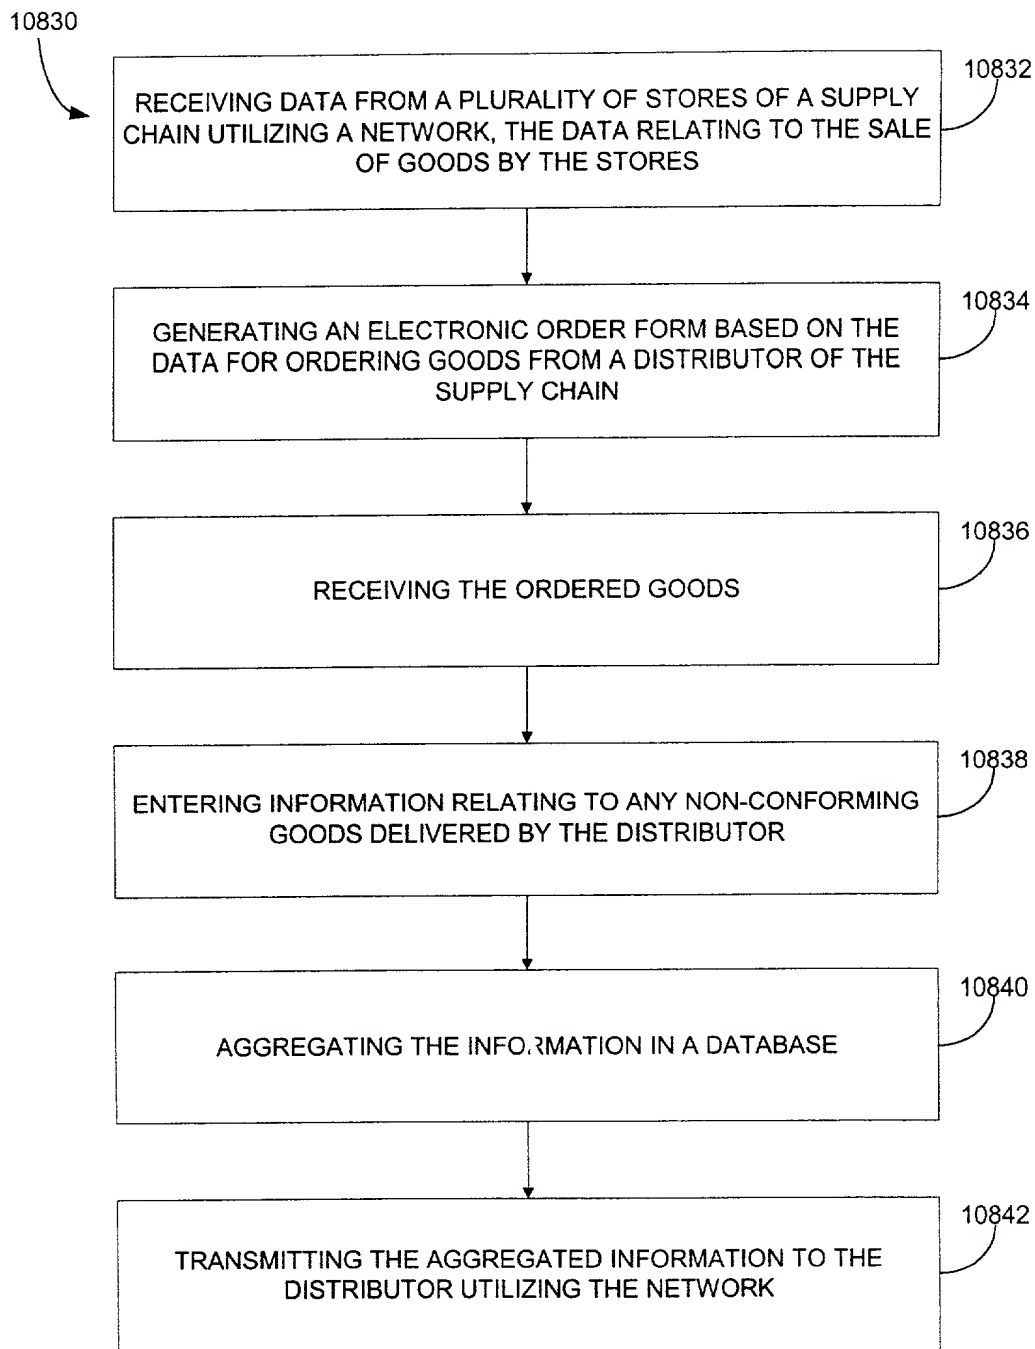 10830
10832
RECEIVING DATA FROM A PLURALITY OF STORES OF A SUPPLY
CHAIN UTILIZING A NETWORK, THE DATA RELATING TO THE SALE
OF GOODS BY THE STORES
10834
GENERATING AN ELECTRONIC ORDER FORM BASED ON THE
DATA FOR ORDERING GOODS FROM A DISTRIBUTOR OF THE
SUPPLY CHAIN
10836
RECEIVING THE ORDERED GOODS
10838
ENTERING INFORMATION RELATING TO ANY NON-CONFORMING
GOODS DELIVERED BY THE DISTRIBUTOR
10840
AGGREGATING THE INFORMATION IN A DATABASE
10842
TRANSMITTING THE AGGREGATED INFORMATION TO THE
DISTRIBUTOR UTILIZING THE NETWORK